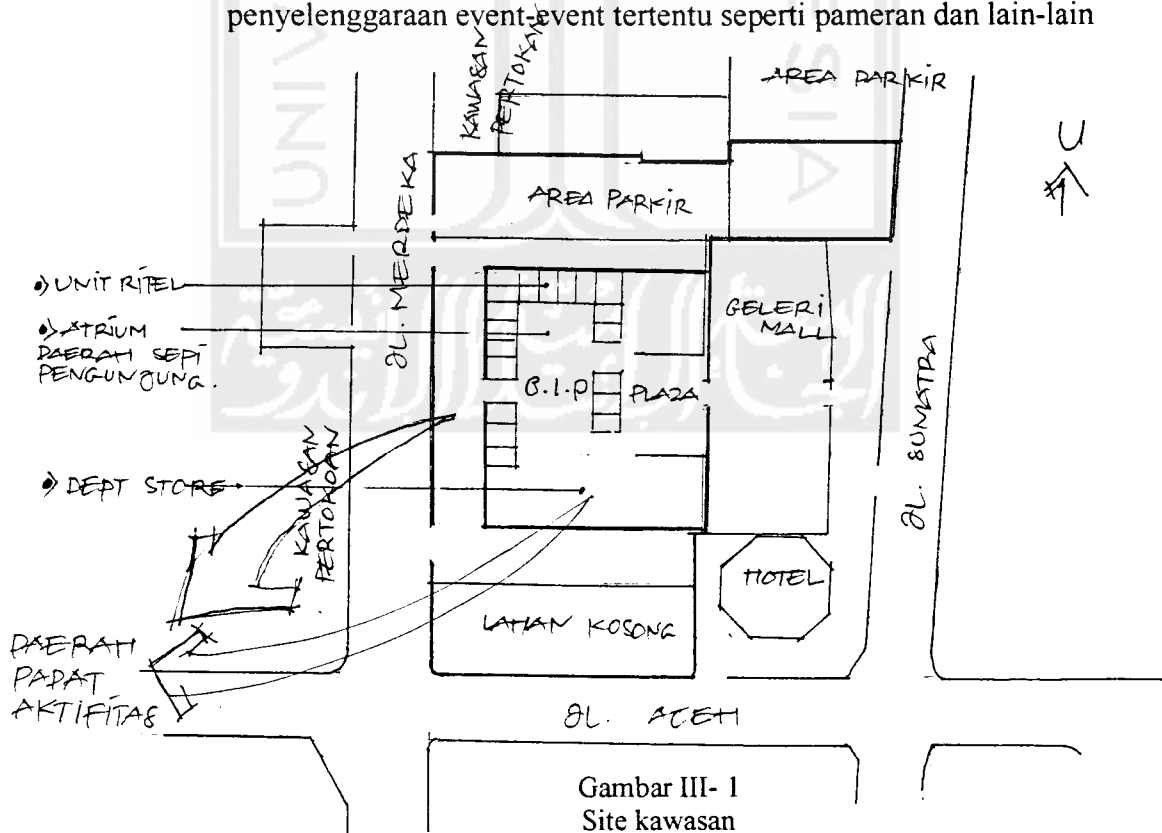 penyelenggaraan event-event tertentu seperti pameran dan lain-lain
KAWASAN
PERTOKAN
AREA PARKIR
U
AREA PARKIR
JL. MERDEKA
•) UNIT RITEL
•) ATRIUM
DAERAH SEPI
PENGUNJUNG.
GELERI
MALL
B.I.P PLAZA
JL. SUMATRA
•) DEPT STORE
KAWASAN
PERTOKOAN
HOTEL
LAHAN KOSONG
DAERAH
PADAT
AKTIFITAS
JL. ACEH
Gambar III- 1
Site kawasan